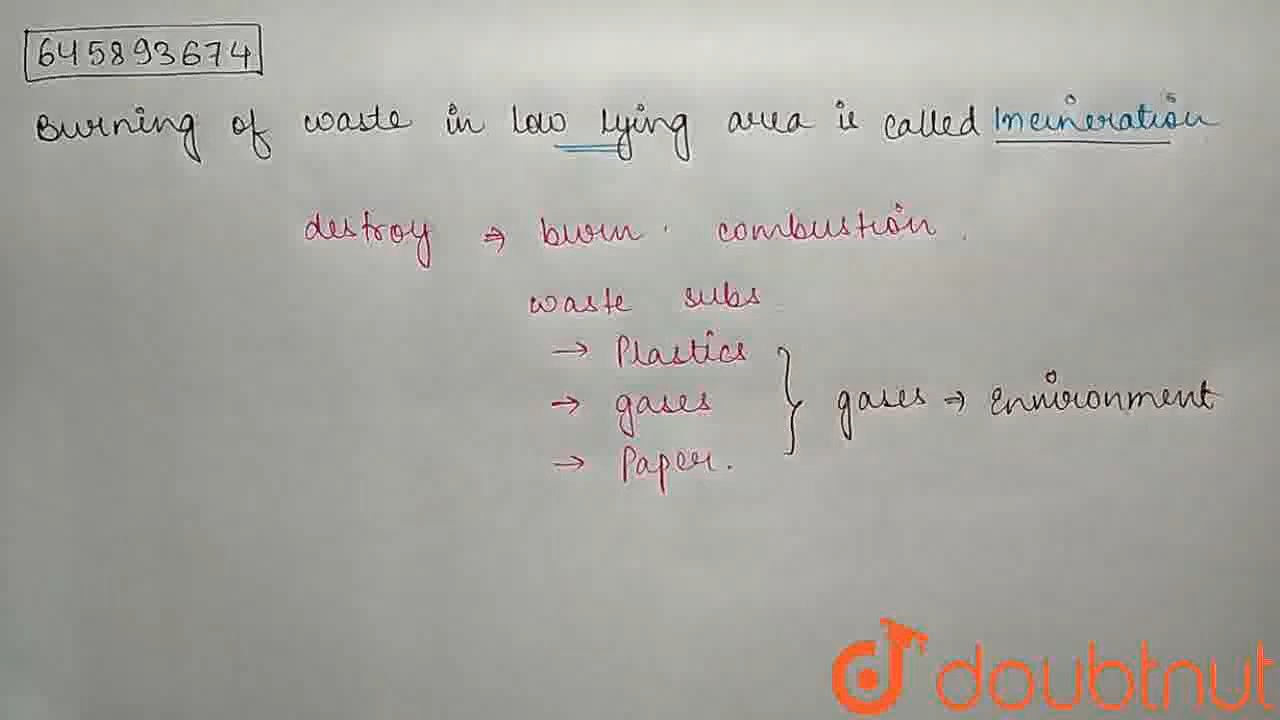 645893674
Burning of waste in low lying area is called Incineration
destroy ⇒ burn. combustion.
waste subs
→ Plastics
→ gases } gases ⇒ Environment
→ Paper.
doubtnut